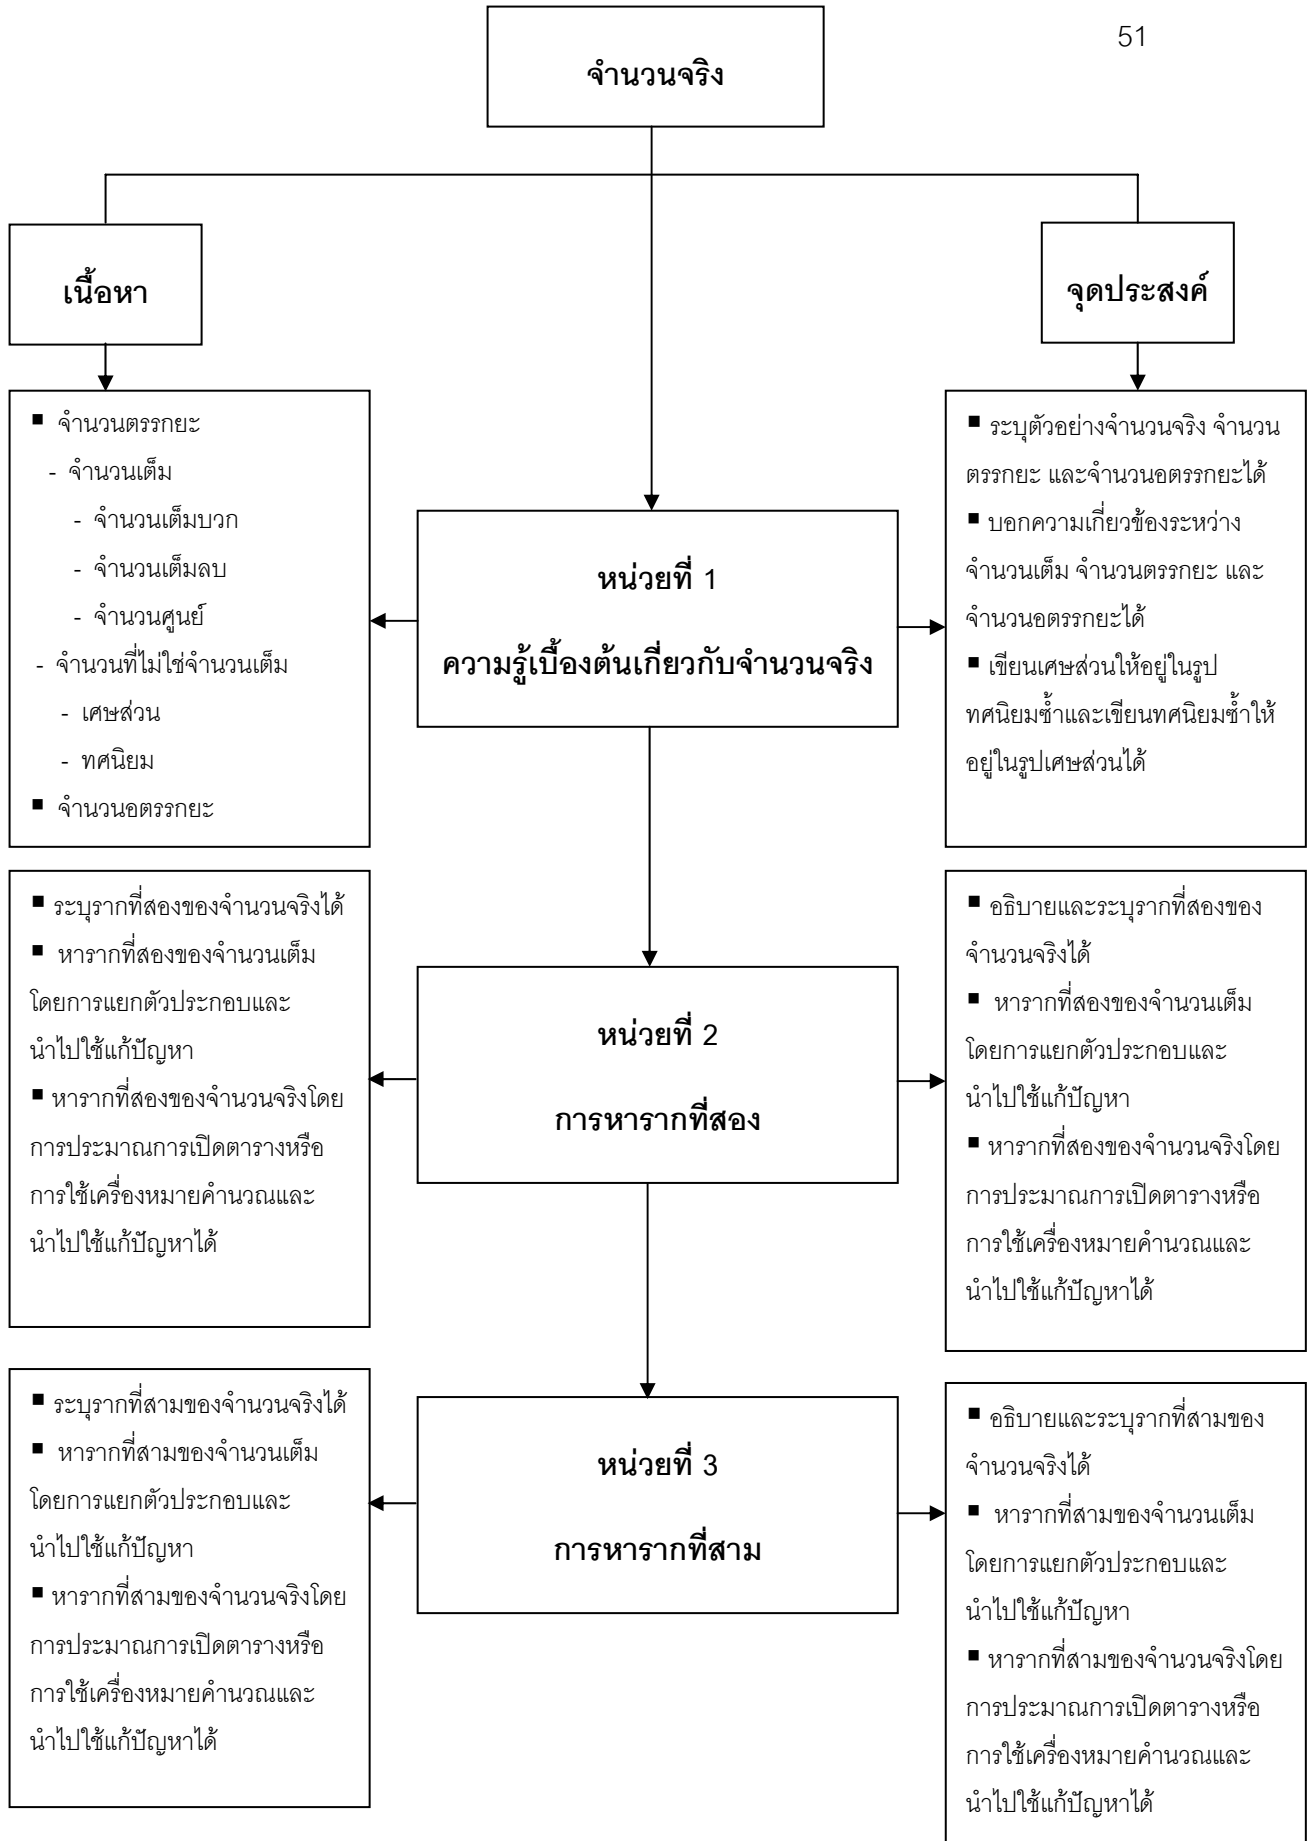 51
จำนวนจริง
เนื้อหา
จุดประสงค์
▪ จำนวนตรรกยะ
- จำนวนเต็ม
- จำนวนเต็มบวก
- จำนวนเต็มลบ
- จำนวนศูนย์
- จำนวนที่ไม่ใช่จำนวนเต็ม
- เศษส่วน
- ทศนิยม
▪ จำนวนอตรรกยะ
หน่วยที่ 1
ความรู้เบื้องต้นเกี่ยวกับจำนวนจริง
▪ ระบุตัวอย่างจำนวนจริง จำนวน
ตรรกยะ และจำนวนอตรรกยะได้
▪ บอกความเกี่ยวข้องระหว่าง
จำนวนเต็ม จำนวนตรรกยะ และ
จำนวนอตรรกยะได้
▪ เขียนเศษส่วนให้อยู่ในรูป
ทศนิยมซ้ำและเขียนทศนิยมซ้ำให้
อยู่ในรูปเศษส่วนได้
▪ ระบุรากที่สองของจำนวนจริงได้
▪ หารากที่สองของจำนวนเต็ม
โดยการแยกตัวประกอบและ
นำไปใช้แก้ปัญหา
▪ หารากที่สองของจำนวนจริงโดย
การประมาณการเปิดตารางหรือ
การใช้เครื่องหมายคำนวณและ
นำไปใช้แก้ปัญหาได้
หน่วยที่ 2
การหารากที่สอง
▪ อธิบายและระบุรากที่สองของ
จำนวนจริงได้
▪ หารากที่สองของจำนวนเต็ม
โดยการแยกตัวประกอบและ
นำไปใช้แก้ปัญหา
▪ หารากที่สองของจำนวนจริงโดย
การประมาณการเปิดตารางหรือ
การใช้เครื่องหมายคำนวณและ
นำไปใช้แก้ปัญหาได้
▪ ระบุรากที่สามของจำนวนจริงได้
▪ หารากที่สามของจำนวนเต็ม
โดยการแยกตัวประกอบและ
นำไปใช้แก้ปัญหา
▪ หารากที่สามของจำนวนจริงโดย
การประมาณการเปิดตารางหรือ
การใช้เครื่องหมายคำนวณและ
นำไปใช้แก้ปัญหาได้
หน่วยที่ 3
การหารากที่สาม
▪ อธิบายและระบุรากที่สามของ
จำนวนจริงได้
▪ หารากที่สามของจำนวนเต็ม
โดยการแยกตัวประกอบและ
นำไปใช้แก้ปัญหา
▪ หารากที่สามของจำนวนจริงโดย
การประมาณการเปิดตารางหรือ
การใช้เครื่องหมายคำนวณและ
นำไปใช้แก้ปัญหาได้